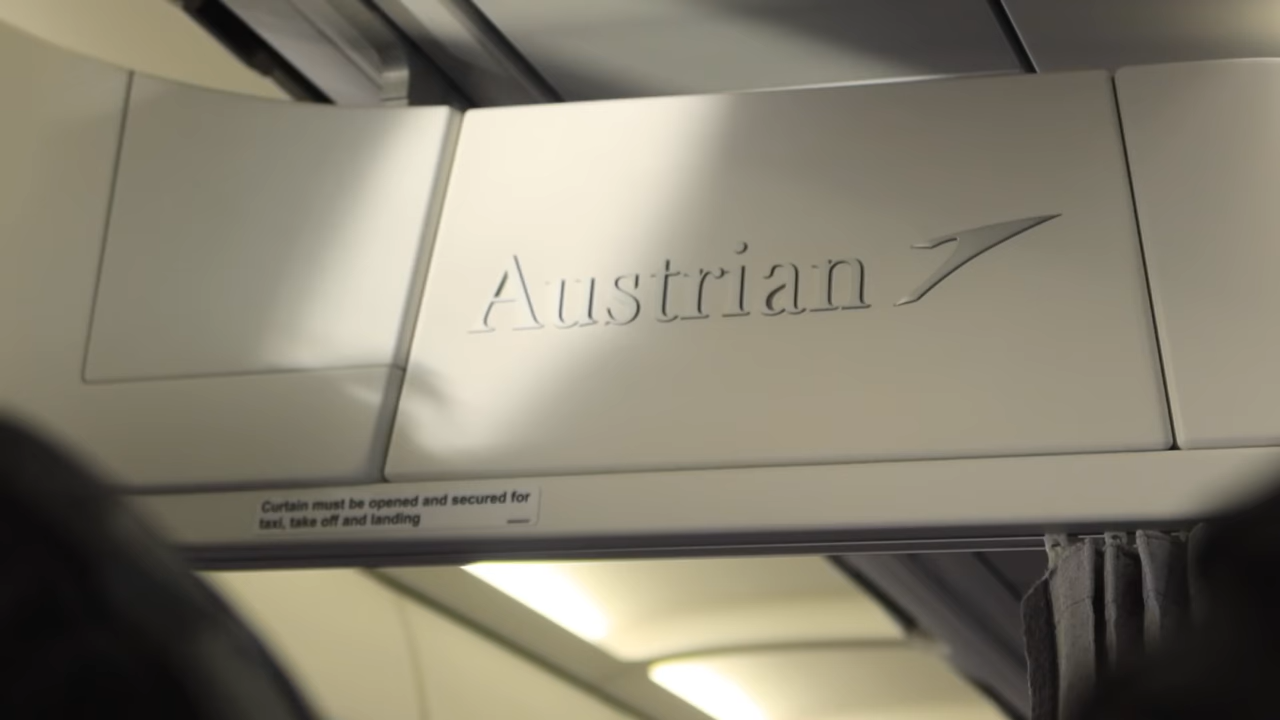 Austrian
Curtain must be opened and secured for
taxi, take off and landing